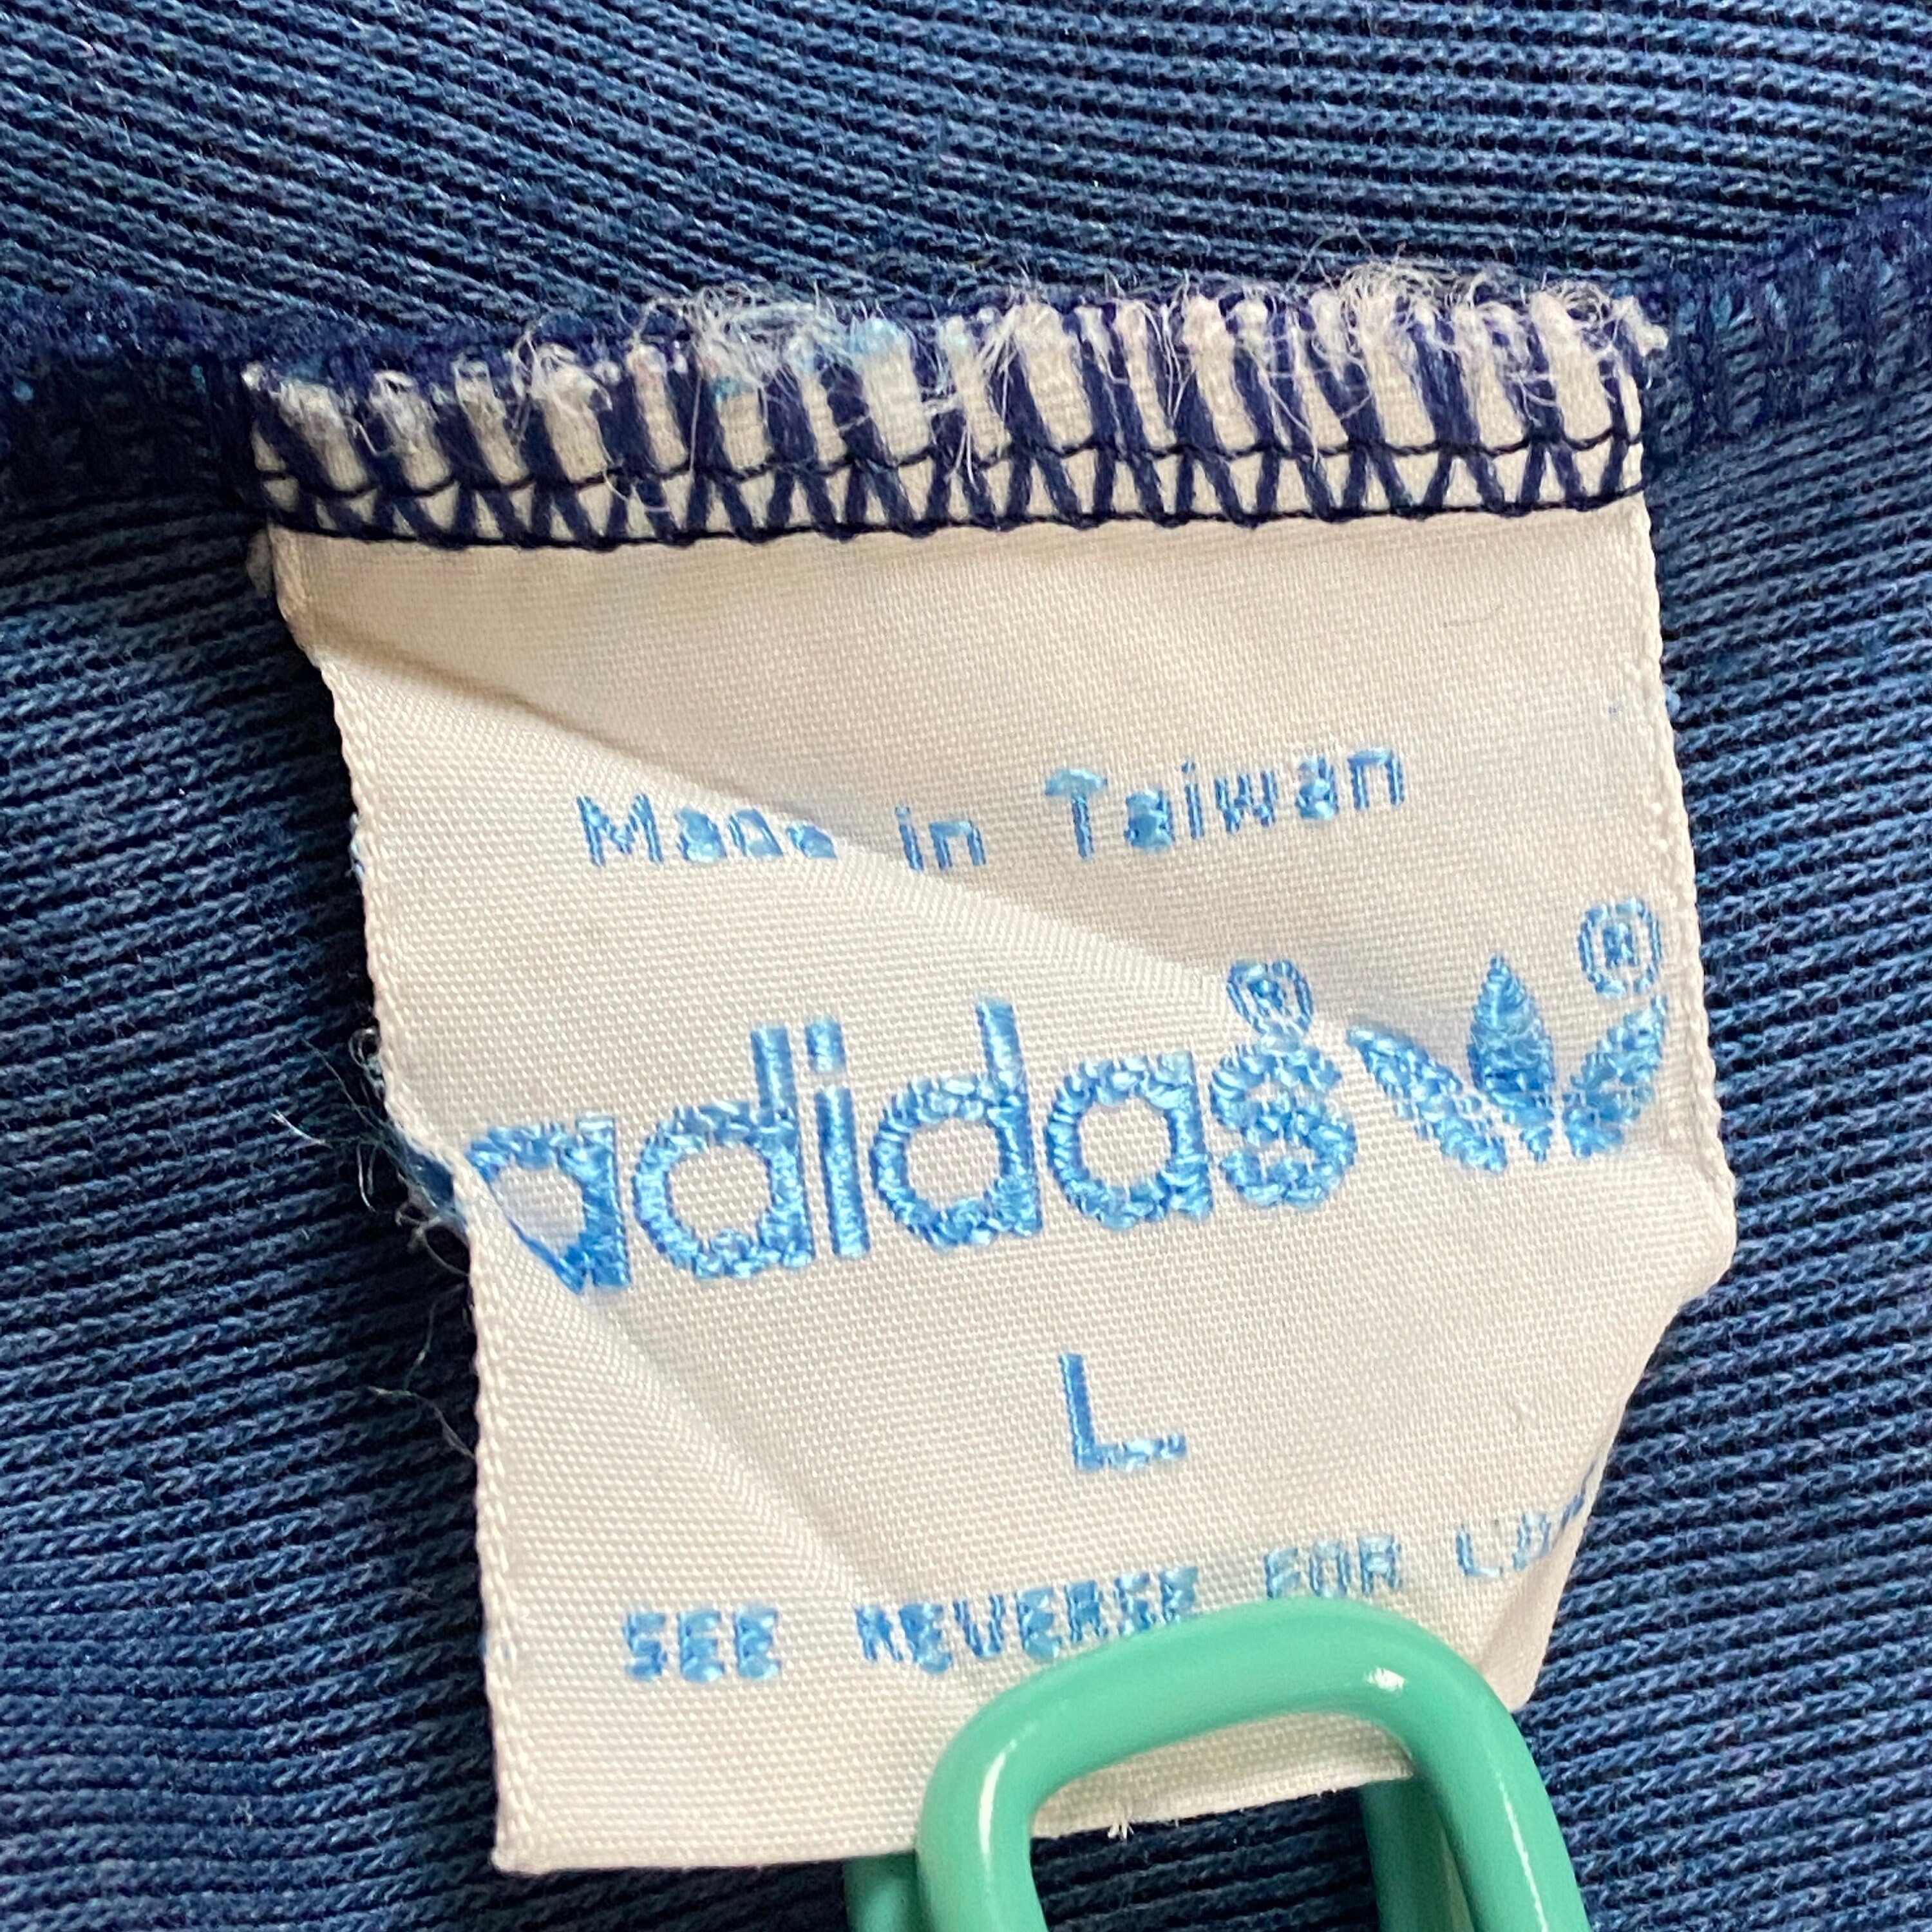 Made in Taiwan
adidas® ®
L
SEE REVERSE FOR